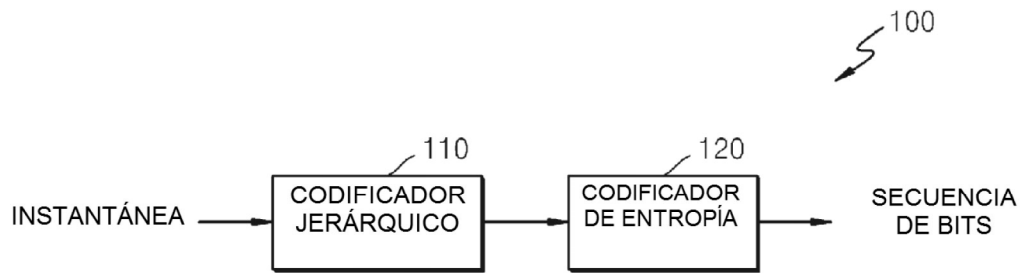 100
110
120
INSTANTÁNEA
CODIFICADOR
JERÁRQUICO
CODIFICADOR
DE ENTROPÍA
SECUENCIA
DE BITS